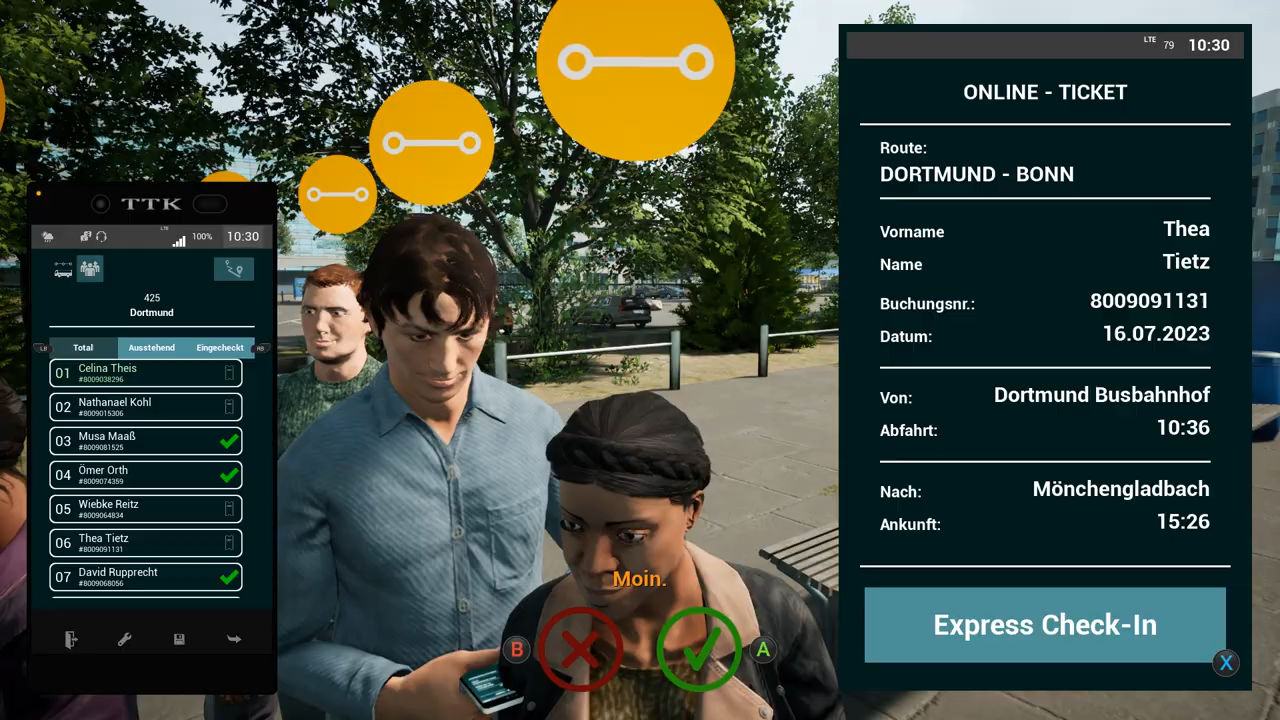 TTK
LTE
100%
10:30
425
Dortmund
LB
Total
Ausstehend
Eingecheckt
RB
01
Celina Theis
#8009038296
02
Nathanael Kohl
#8009015306
03
Musa Maaß
#8009081525
04
Ömer Orth
#8009074359
05
Wiebke Reitz
#8009064834
06
Thea Tietz
#8009091131
07
David Rupprecht
#8009068056
Moin.
B
A
LTE
79
10:30
ONLINE - TICKET
Route:
DORTMUND - BONN
Vorname Thea
Name Tietz
Buchungsnr.: 8009091131
Datum: 16.07.2023
Von: Dortmund Busbahnhof
Abfahrt: 10:36
Nach: Mönchengladbach
Ankunft: 15:26
Express Check-In
X